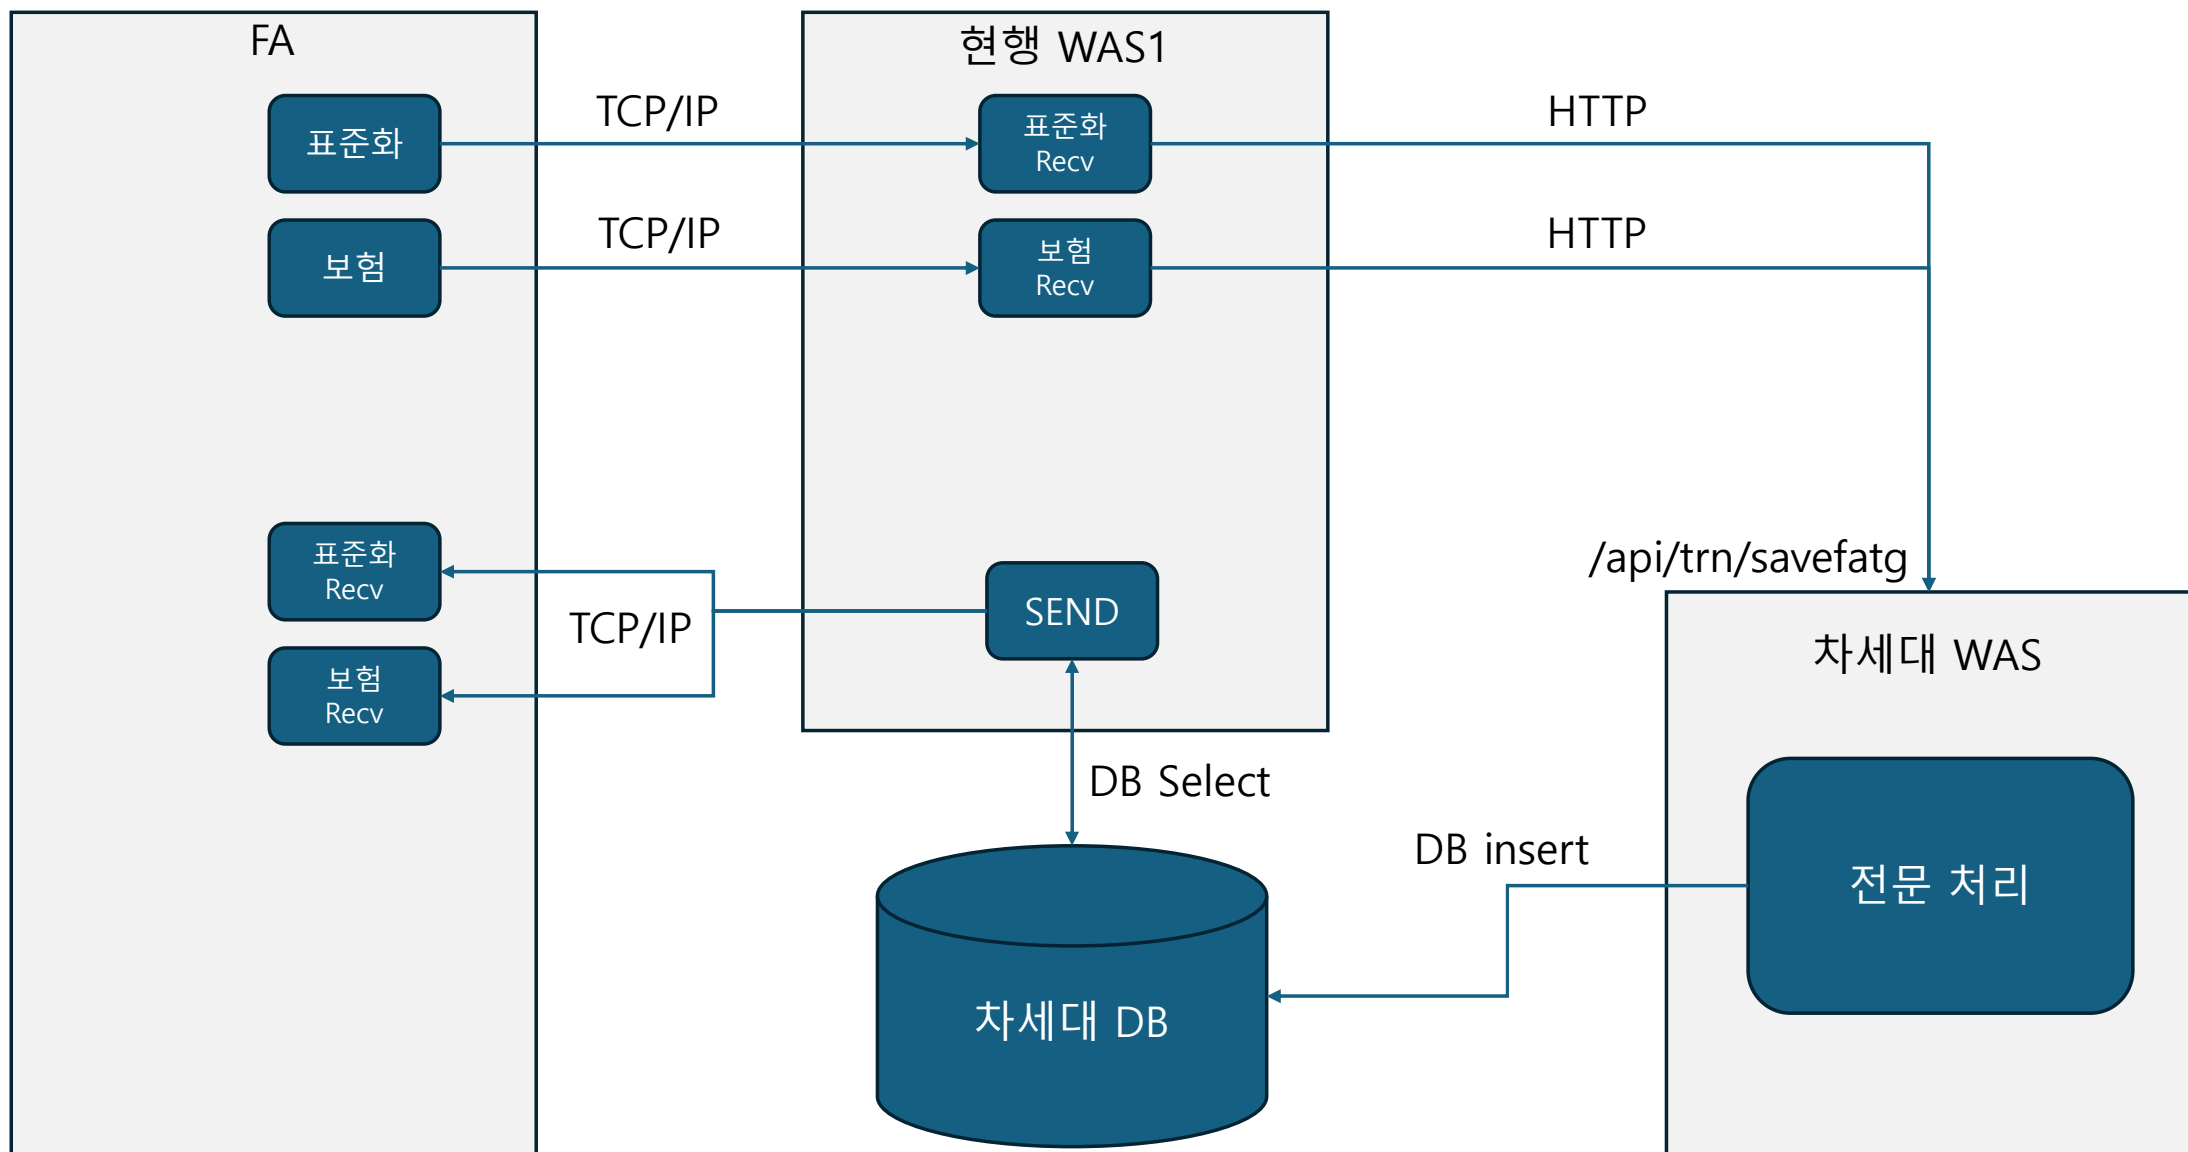 FA
현행 WAS1
표준화
TCP/IP
표준화
Recv
HTTP
보험
TCP/IP
보험
Recv
HTTP
표준화
Recv
보험
Recv
TCP/IP
SEND
/api/trn/savefatg
차세대 WAS
DB Select
DB insert
전문 처리
차세대 DB